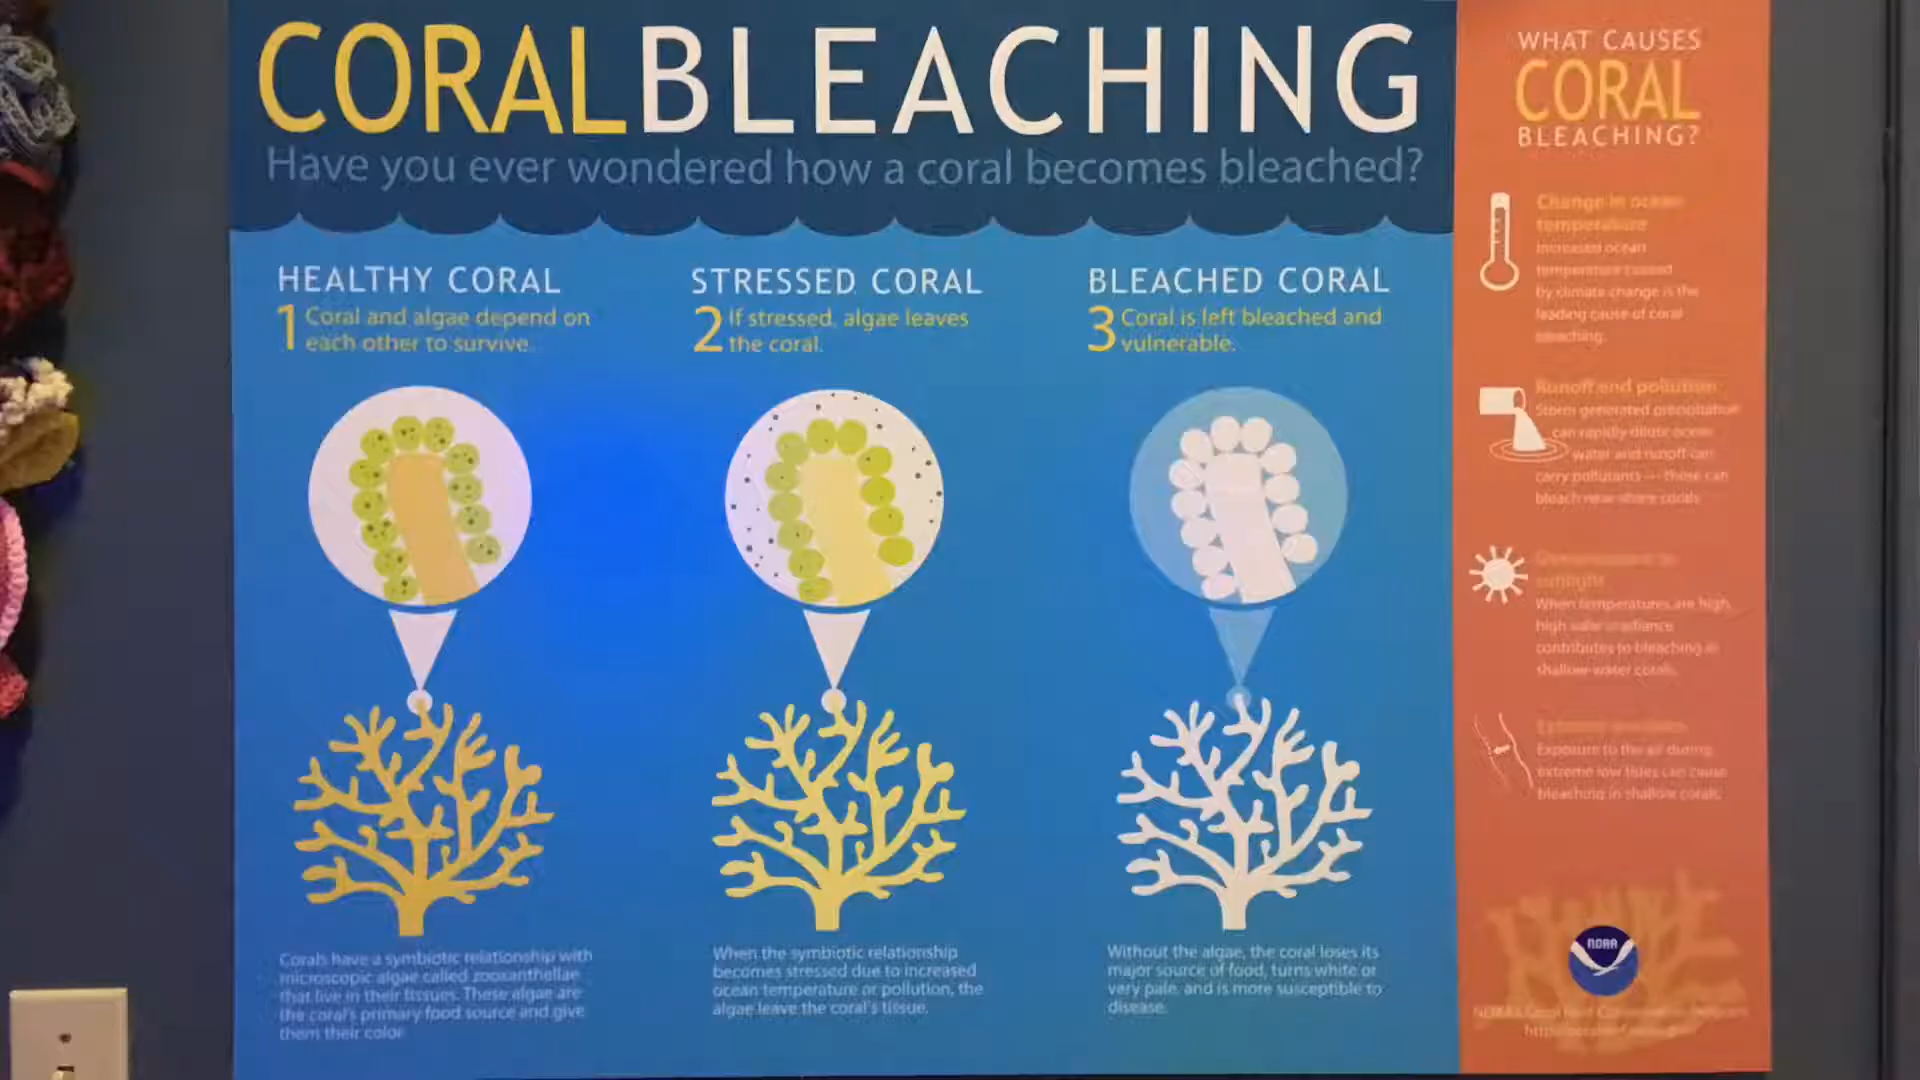 CORALBLEACHING
Have you ever wondered how a coral becomes bleached?
HEALTHY CORAL
1 Coral and algae depend on
each other to survive.
Corals have a symbiotic relationship with
microscopic algae called zooxanthellae
that live in their tissues. These algae are
the coral's primary food source and give
them their color.
STRESSED CORAL
2 If stressed, algae leaves
the coral.
When the symbiotic relationship
becomes stressed due to increased
ocean temperature or pollution, the
algae leave the coral's tissue.
BLEACHED CORAL
3 Coral is left bleached and
vulnerable.
Without the algae, the coral loses its
major source of food, turns white or
very pale, and is more susceptible to
disease.
WHAT CAUSES
CORAL
BLEACHING?
Change in ocean
temperature
Increased ocean
temperature caused
by climate change is the
leading cause of coral
bleaching.
Runoff and pollution
Storm generated precipitation
can rapidly dilute ocean
water and runoff can
carry pollutants — these can
bleach near-shore corals.
sunlight
When temperatures are high,
high solar irradiance
contributes to bleaching in
shallow-water corals.
Exposure to the air during
extreme low tides can cause
bleaching in shallow corals.
NOAA